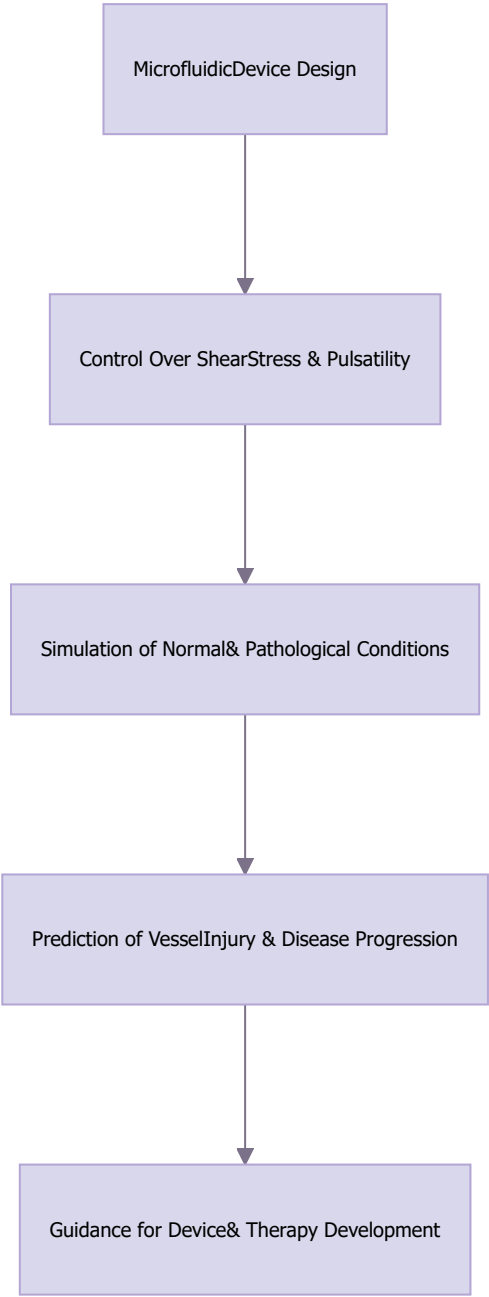 MicrofluidicDevice Design
Control Over ShearStress & Pulsatility
Simulation of Normal& Pathological Conditions
Prediction of VesselInjury & Disease Progression
Guidance for Device& Therapy Development